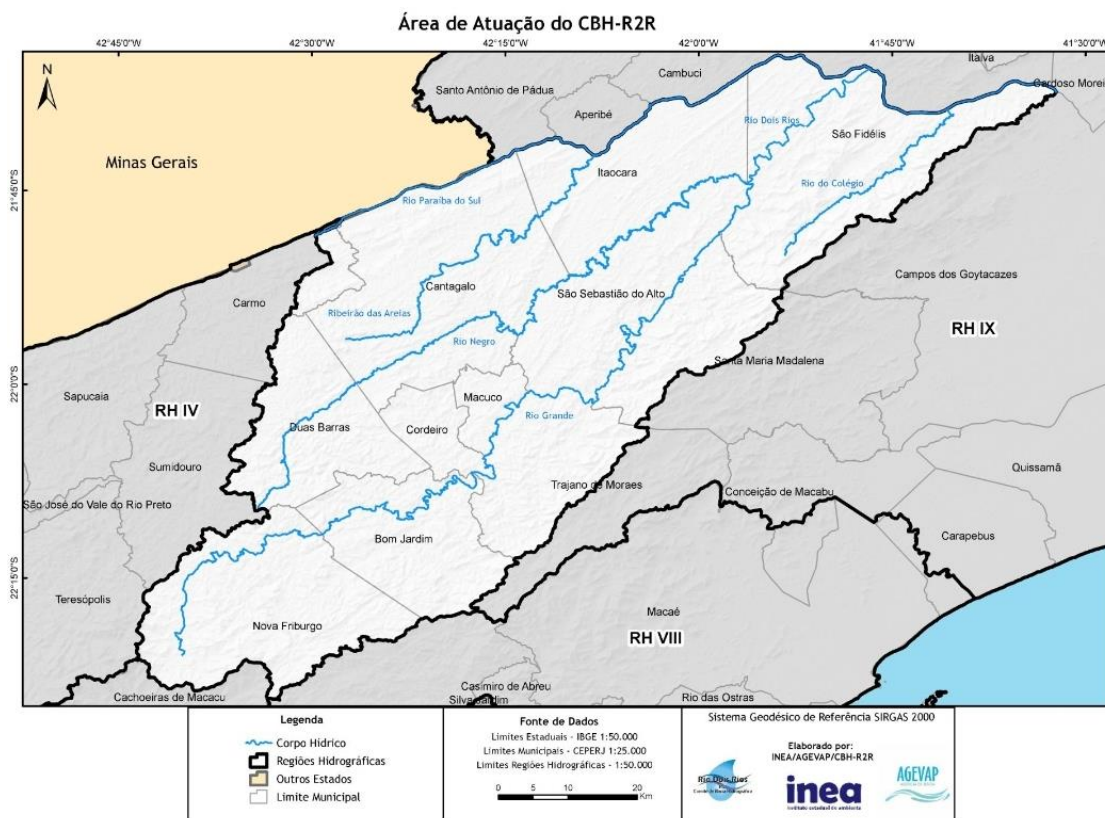 Área de Atuação do CBH-R2R
42°45'0"W
42°30'0"W
42°15'0"W
42°0'0"W
41°45'0"W
41°30'0"W
N
Itaiva
Cardoso Morei
Cambuci
Santo Antônio de Pádua
Aperibé
Rio Dois Rios
São Fidélis
Minas Gerais
21°45'0"S
Itaocara
Rio do Colégio
Rio Paraíba do Sul
Campos dos Goytacazes
Cantagalo
São Sebastião do Alto
Carmo
Ribeirão das Areias
RH IX
Rio Negro
Santa Maria Madalena
22°0'0"S
Sapucaia
Macuco
RH IV
Rio Grande
Duas Barras
Cordeiro
Sumidouro
Quissamã
Trajano de Moraes
Conceição de Macabu
São José do Vale do Rio Preto
Carapebus
Bom Jardim
22°15'0"S
Teresópolis
Macaé
Nova Friburgo
RH VIII
Casimiro de Abreu
Cachoeiras de Macacu
Silva Jardim
Rio das Ostras
Legenda
Corpo Hídrico
Regiões Hidrográficas
Outros Estados
Limite Municipal
Fonte de Dados
Limites Estaduais - IBGE 1:50.000
Limites Municipais - CEPERJ 1:25.000
Limites Regiões Hidrográficas - 1:50.000
0 5 10 20
Km
Sistema Geodésico de Referência SIRGAS 2000
Elaborado por:
INEA/AGEVAP/CBH-R2R
Rio Dois Rios
inea
instituto estadual do ambiente
AGEVAP